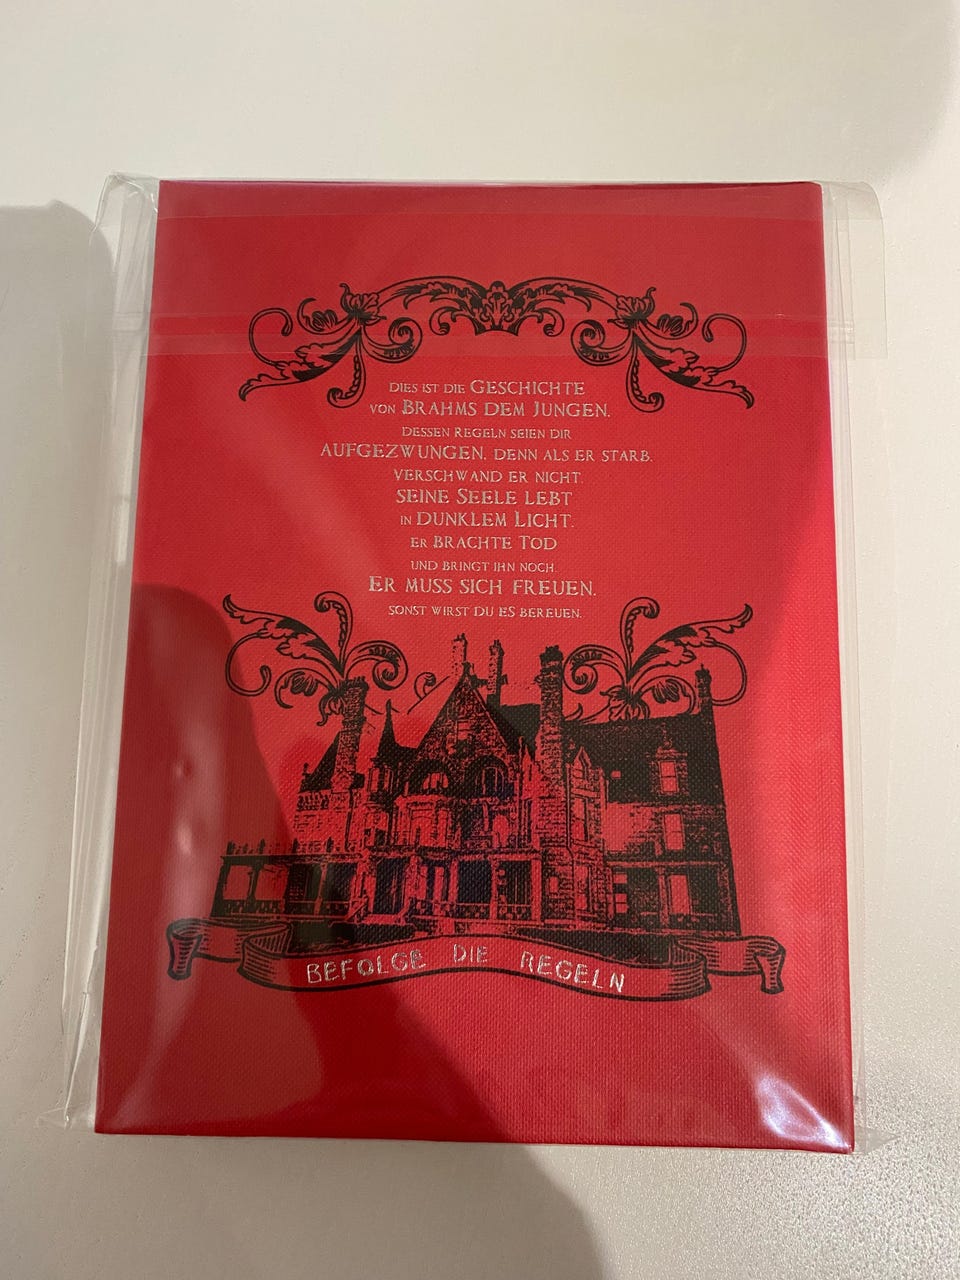 Dies ist die Geschichte
von Brahms dem Jungen.
Dessen Regeln seien dir
aufgezwungen, denn als er starb,
verschwand er nicht.
Seine Seele lebt
in dunklem Licht.
Er brachte Tod
und bringt ihn noch.
Er muss sich freuen,
sonst wirst du es bereuen.
BEFOLGE DIE REGELN